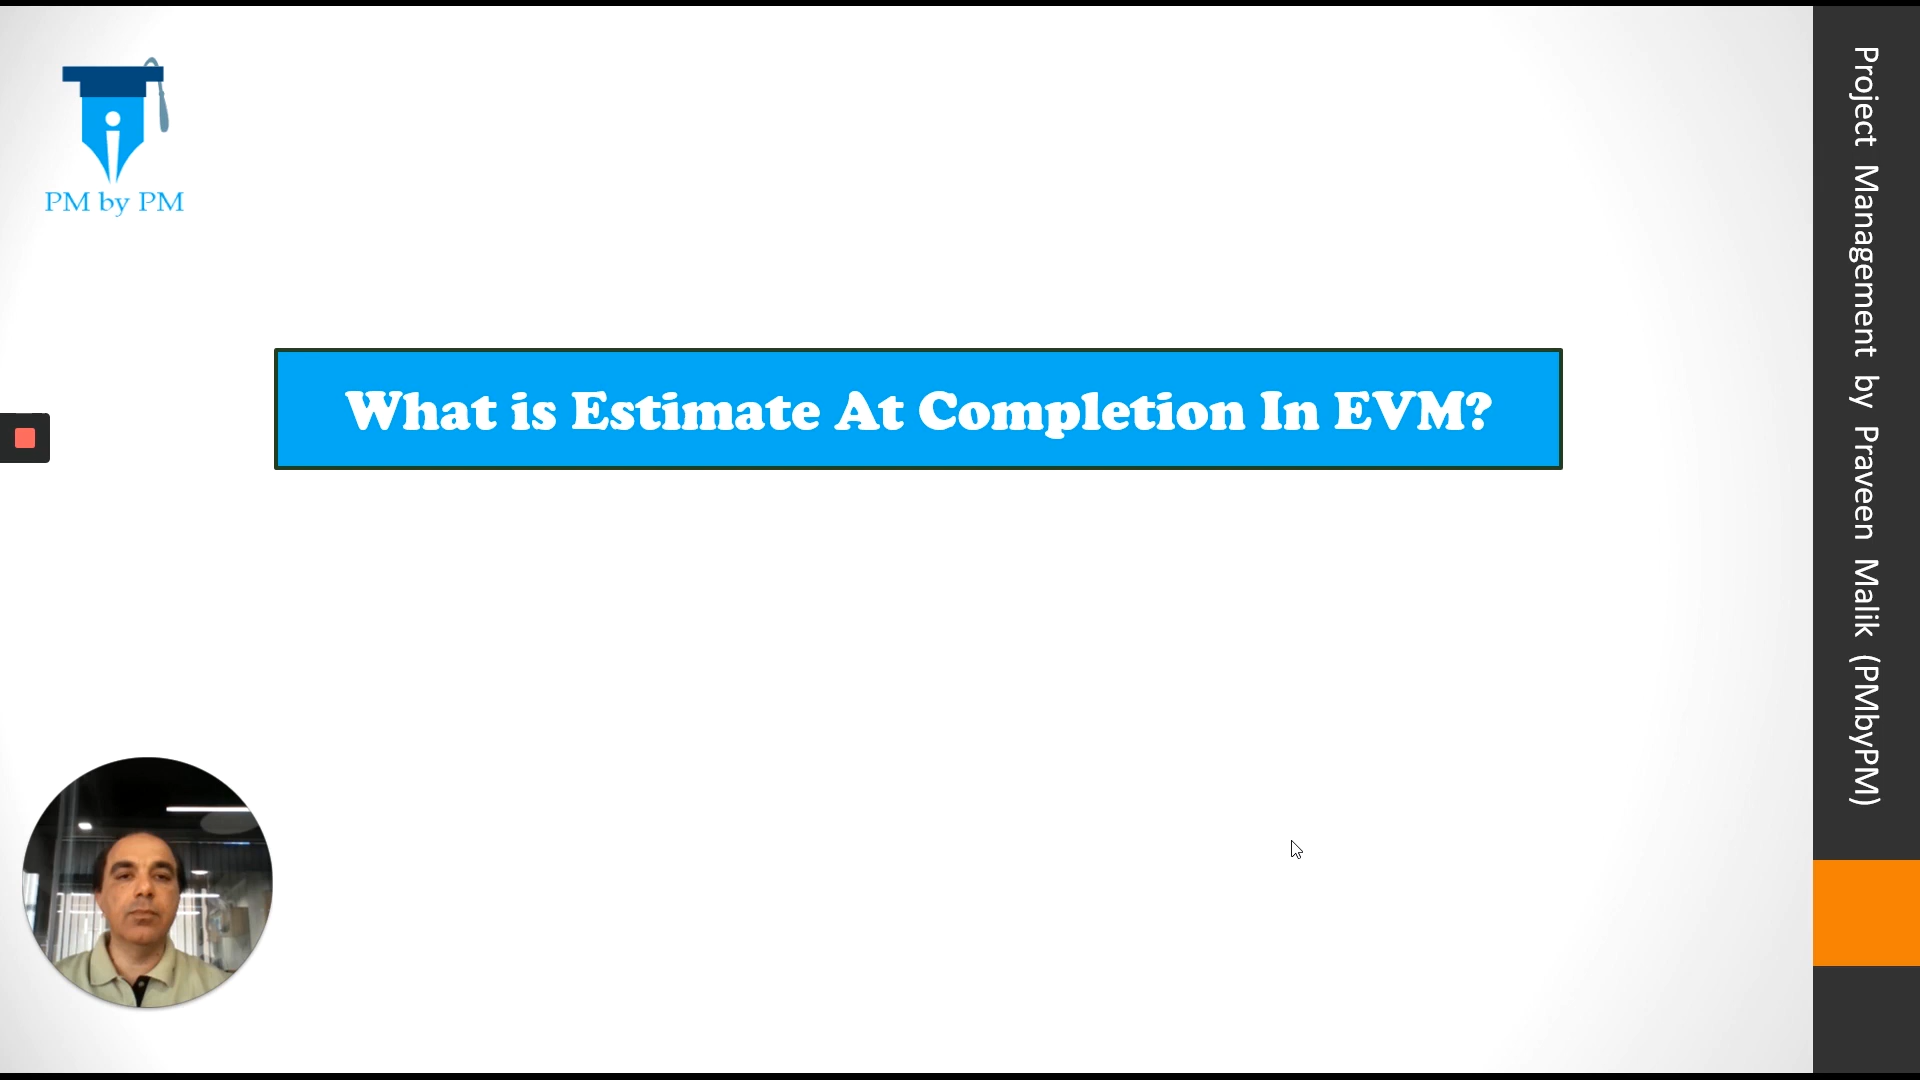 PM by PM
What is Estimate At Completion In EVM?
Project Management by Praveen Malik (PMbyPM)